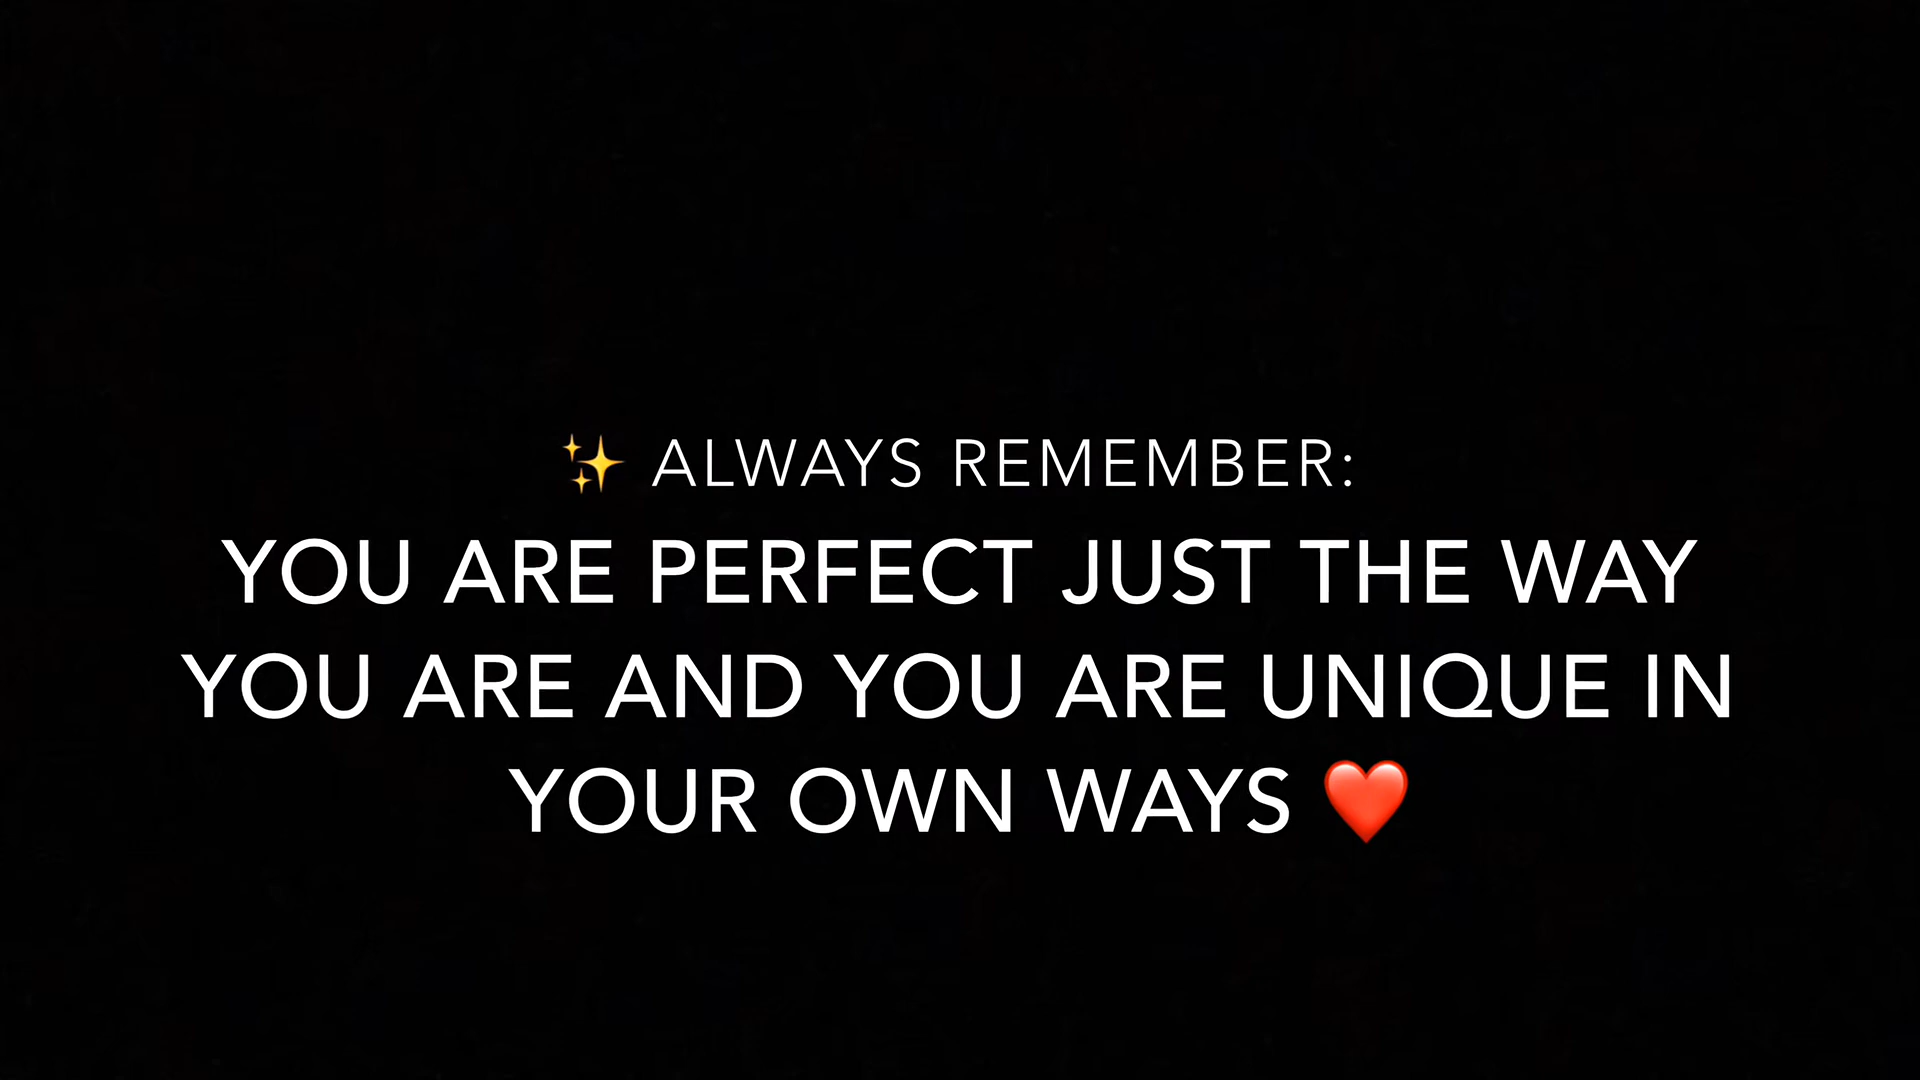 ✨ ALWAYS REMEMBER:
YOU ARE PERFECT JUST THE WAY
YOU ARE AND YOU ARE UNIQUE IN
YOUR OWN WAYS ❤️